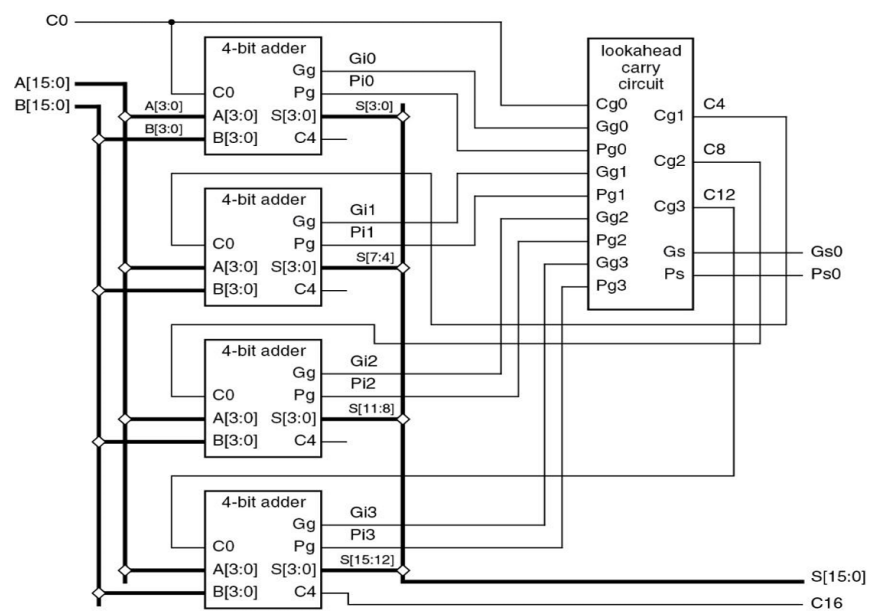 C0
A[15:0]
B[15:0]
4-bit adder
Gg
Pg
C0
A[3:0]
A[3:0] S[3:0]
B[3:0]
B[3:0] C4
Gi0
Pi0
S[3:0]
4-bit adder
Gg
C0 Pg
A[3:0] S[3:0]
B[3:0] C4
Gi1
Pi1
S[7:4]
4-bit adder
Gg
C0 Pg
A[3:0] S[3:0]
B[3:0] C4
Gi2
Pi2
S[11:8]
4-bit adder
Gg
C0 Pg
A[3:0] S[3:0]
B[3:0] C4
Gi3
Pi3
S[15:12]
lookahead
carry
circuit
Cg0
Gg0
Pg0
Gg1
Pg1
Gg2
Pg2
Gg3
Pg3
Cg1
Cg2
Cg3
Gs
Ps
C4
C8
C12
Gs0
Ps0
S[15:0]
C16